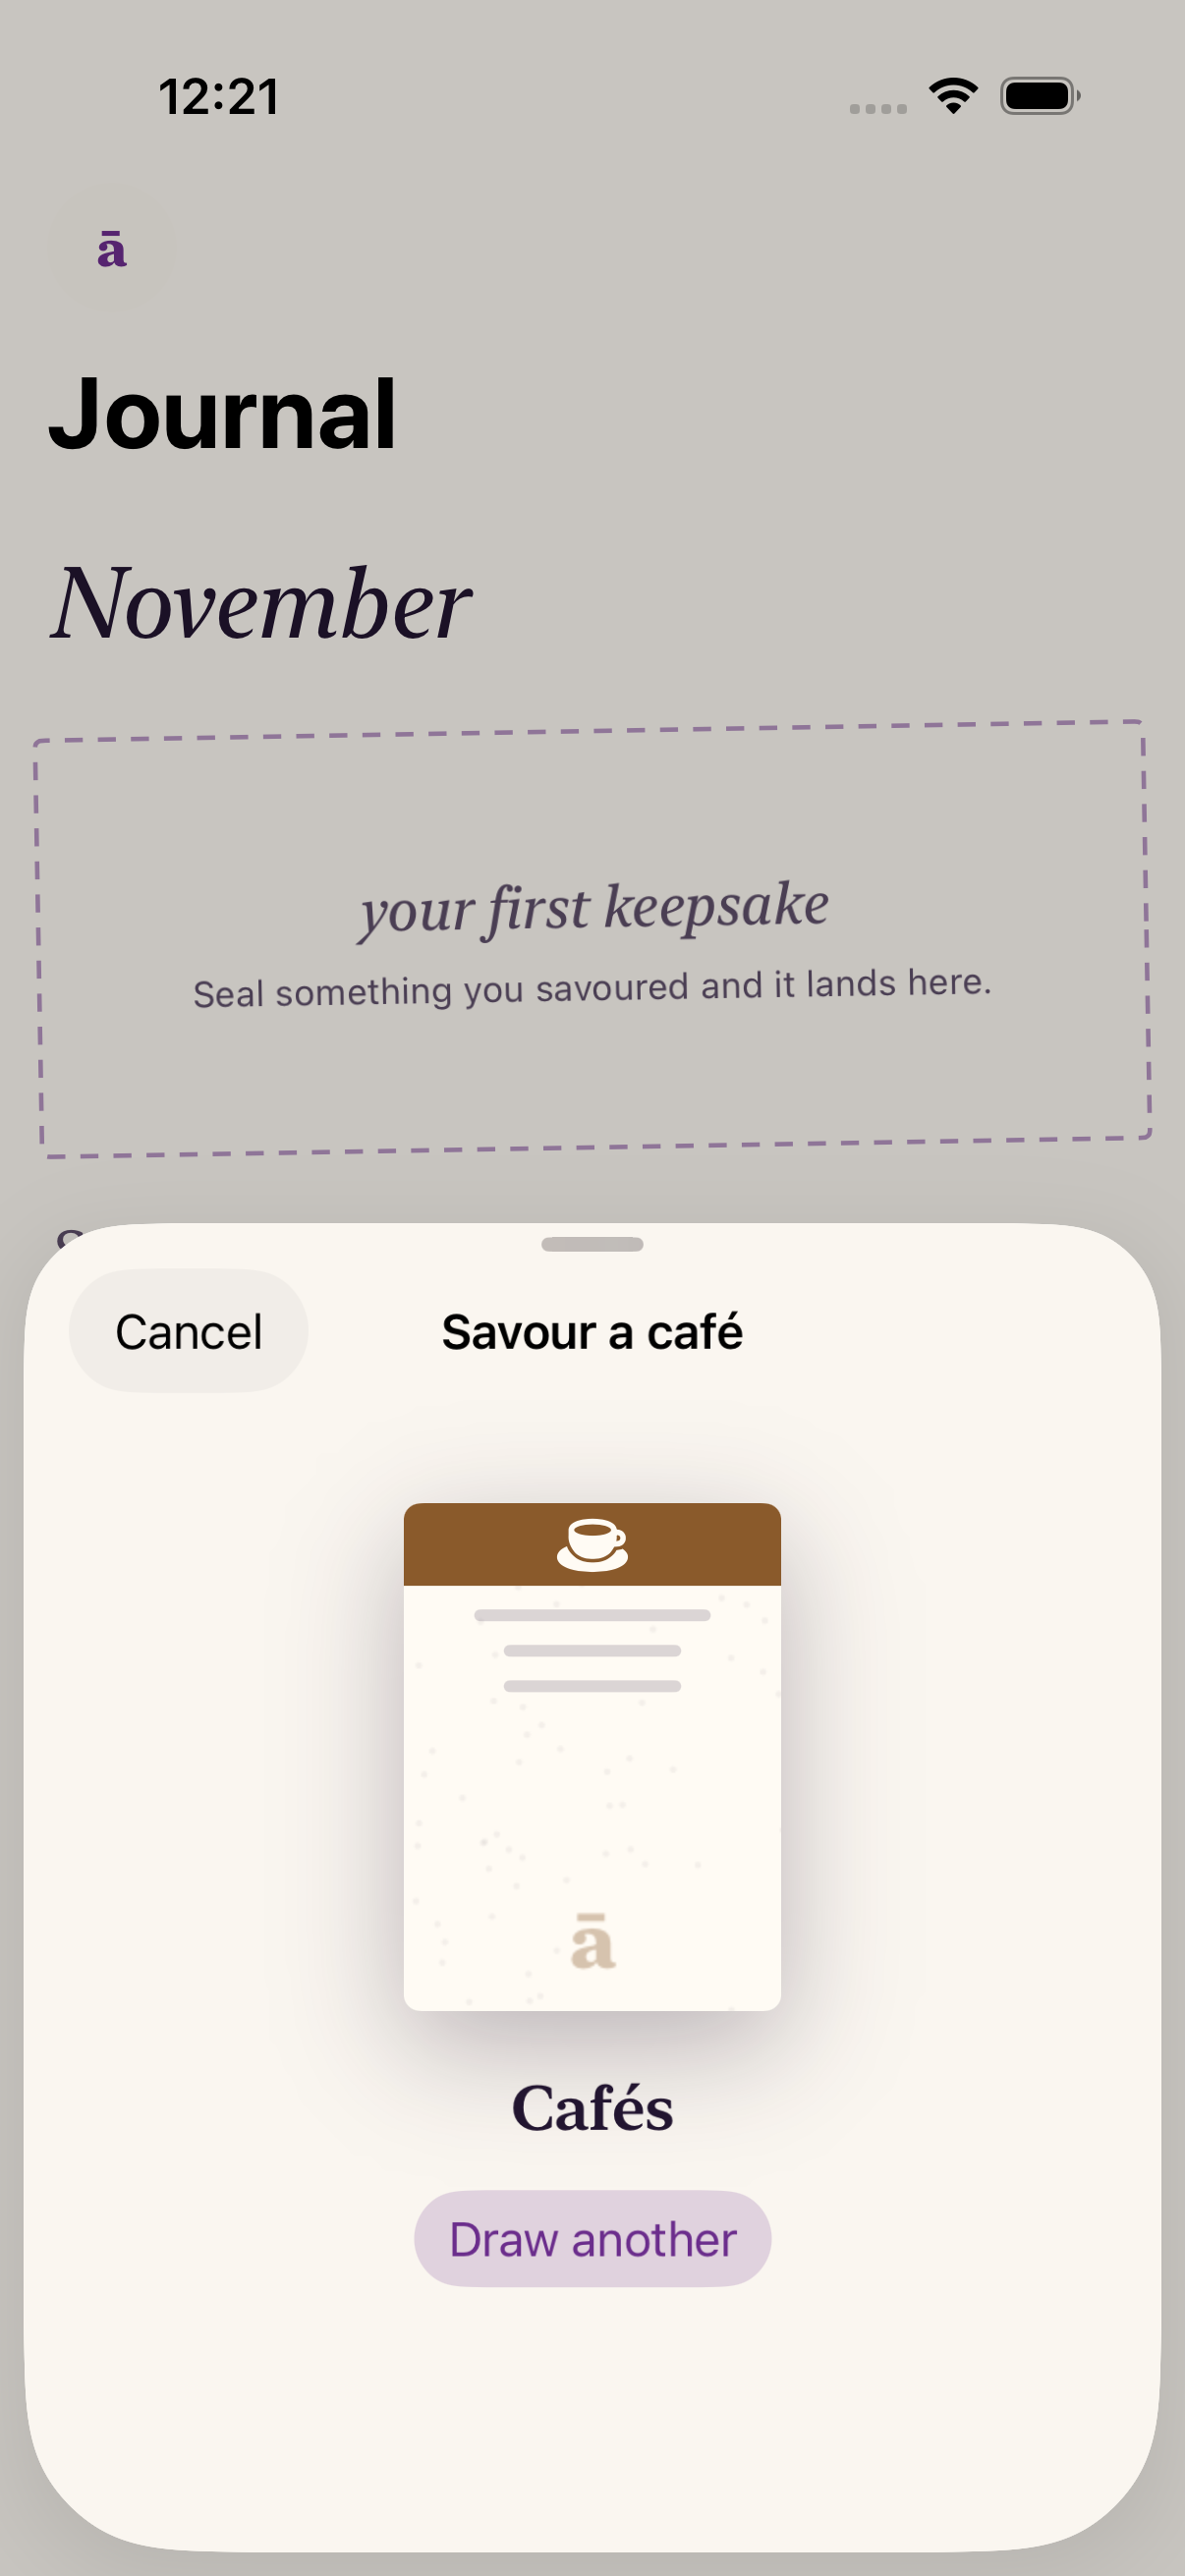 12:21
ā
Journal
November
your first keepsake
Seal something you savoured and it lands here.
Cancel
Savour a café
ā
Cafés
Draw another